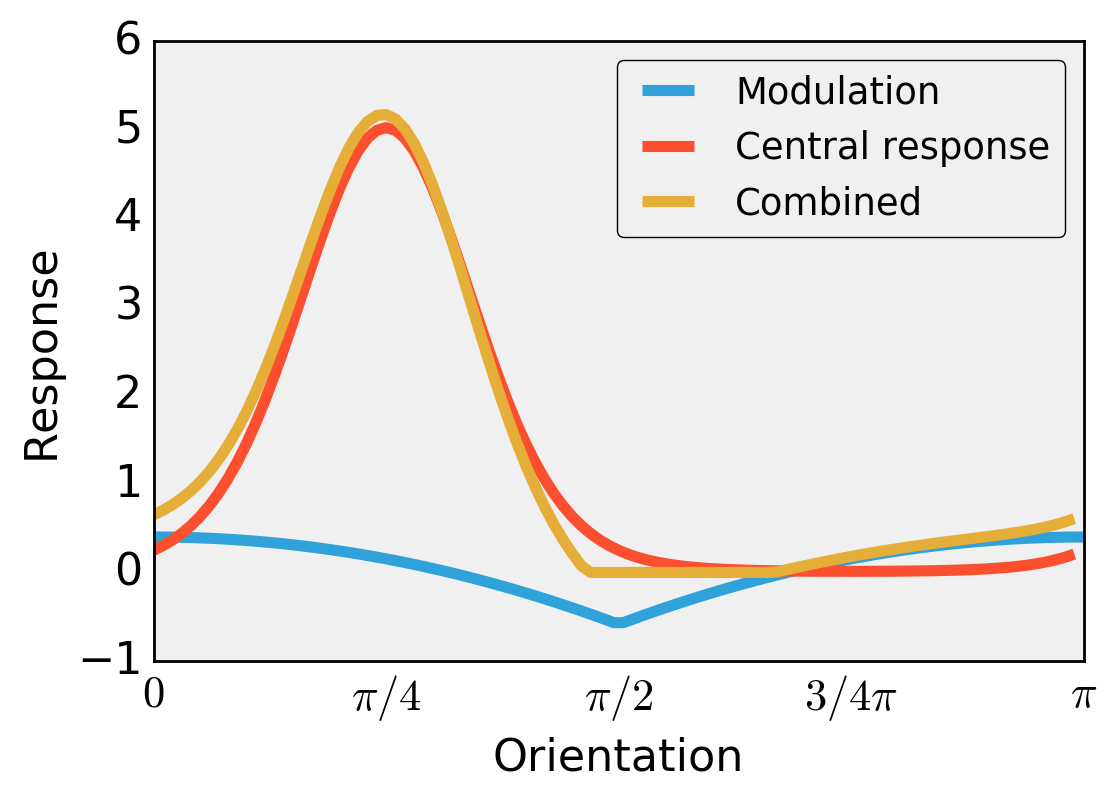 6
5
4
3
2
1
0
−1
Response
Modulation
Central response
Combined
0 π/4 π/2 3/4π π
Orientation